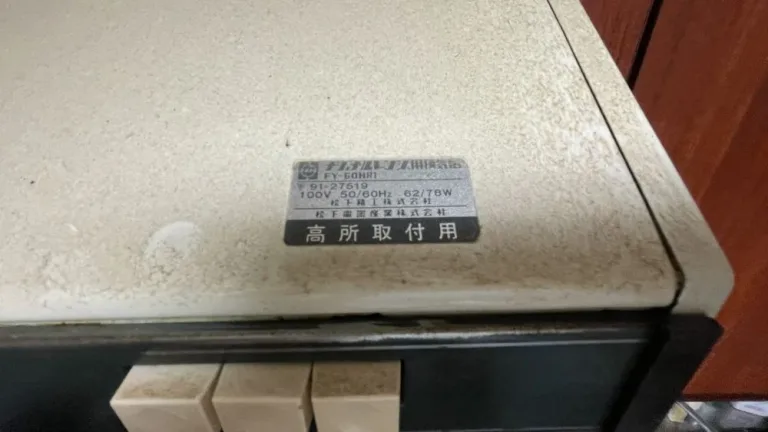 FY-60HR1
〒91-27519
100V 50/60Hz 62/78W
松下精工株式会社
松下電器産業株式会社
高所取付用